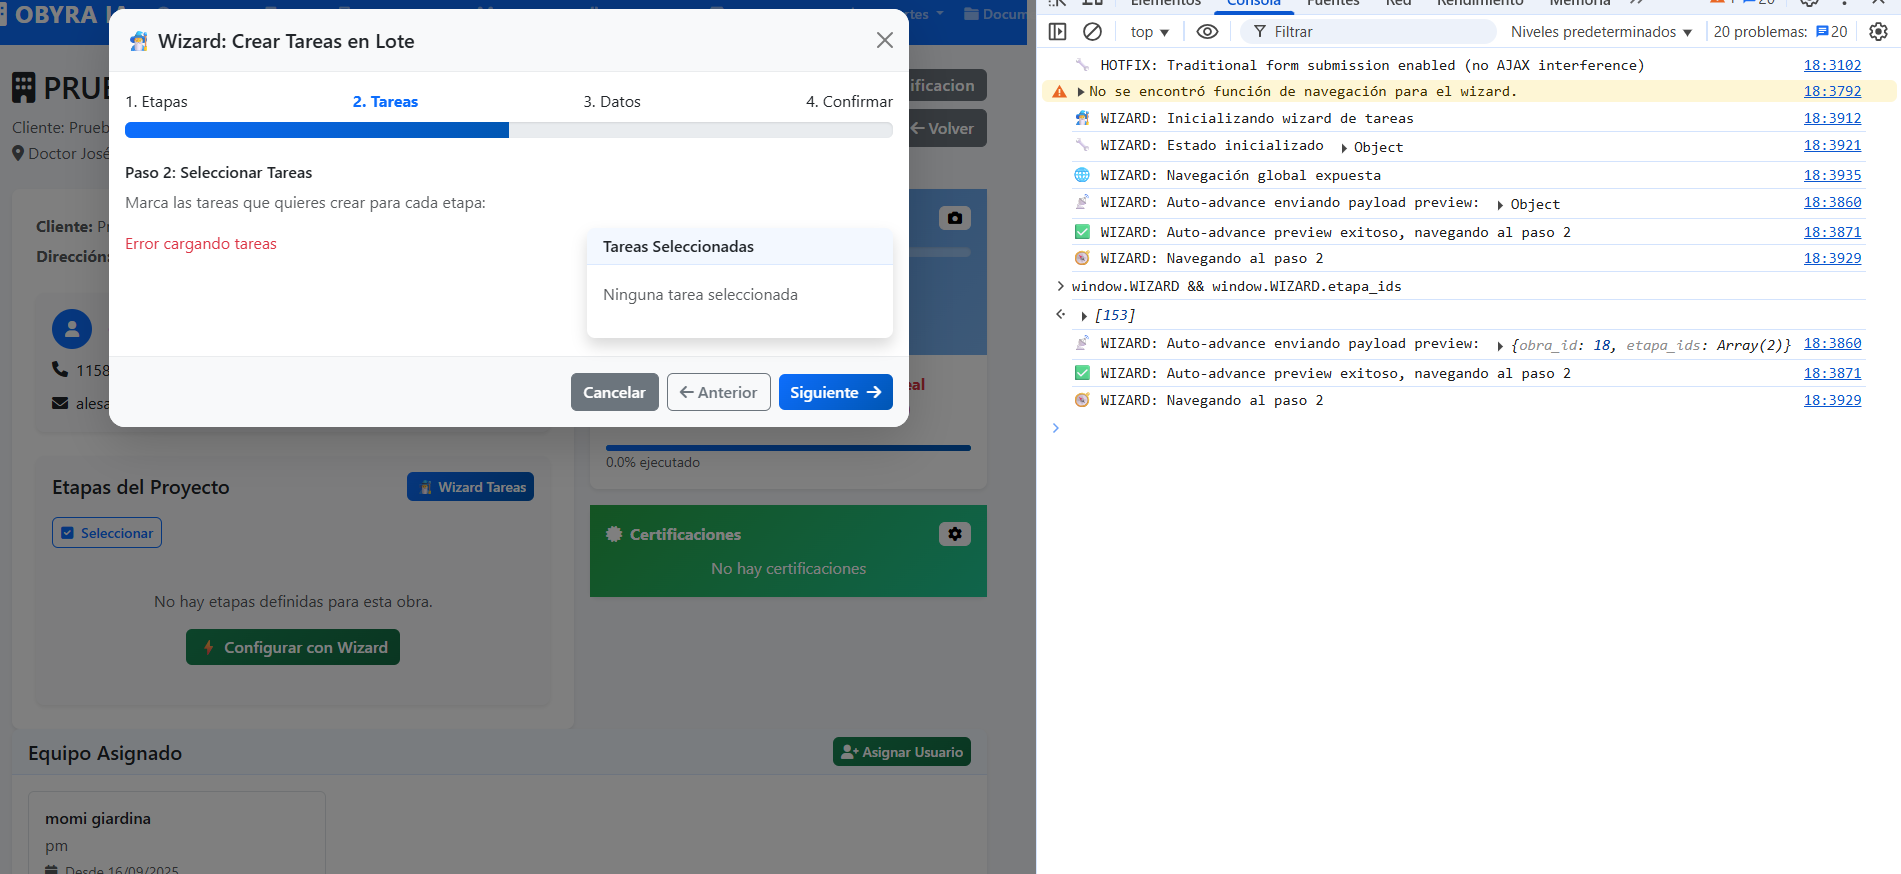 OBYRA IA
Docum
Wizard: Crear Tareas en Lote
1. Etapas
2. Tareas
3. Datos
4. Confirmar
Paso 2: Seleccionar Tareas
Marca las tareas que quieres crear para cada etapa:
Error cargando tareas
Tareas Seleccionadas
Ninguna tarea seleccionada
Cancelar
Anterior
Siguiente
PRUE
ificacion
Volver
Cliente: Prueb
Doctor José
Cliente: Pr
Dirección:
1158
alesa
eal
0.0% ejecutado
Etapas del Proyecto
Wizard Tareas
Seleccionar
No hay etapas definidas para esta obra.
Configurar con Wizard
Certificaciones
No hay certificaciones
Equipo Asignado
Asignar Usuario
momi giardina
pm
Desde 16/09/2025
Elementos
Consola
Fuentes
Red
Rendimiento
Memoria
top
Filtrar
Niveles predeterminados
20 problemas: 20
HOTFIX: Traditional form submission enabled (no AJAX interference) 18:3102
No se encontró función de navegación para el wizard. 18:3792
WIZARD: Inicializando wizard de tareas 18:3912
WIZARD: Estado inicializado Object 18:3921
WIZARD: Navegación global expuesta 18:3935
WIZARD: Auto-advance enviando payload preview: Object 18:3860
WIZARD: Auto-advance preview exitoso, navegando al paso 2 18:3871
WIZARD: Navegando al paso 2 18:3929
window.WIZARD && window.WIZARD.etapa_ids
[153]
WIZARD: Auto-advance enviando payload preview: {obra_id: 18, etapa_ids: Array(2)} 18:3860
WIZARD: Auto-advance preview exitoso, navegando al paso 2 18:3871
WIZARD: Navegando al paso 2 18:3929